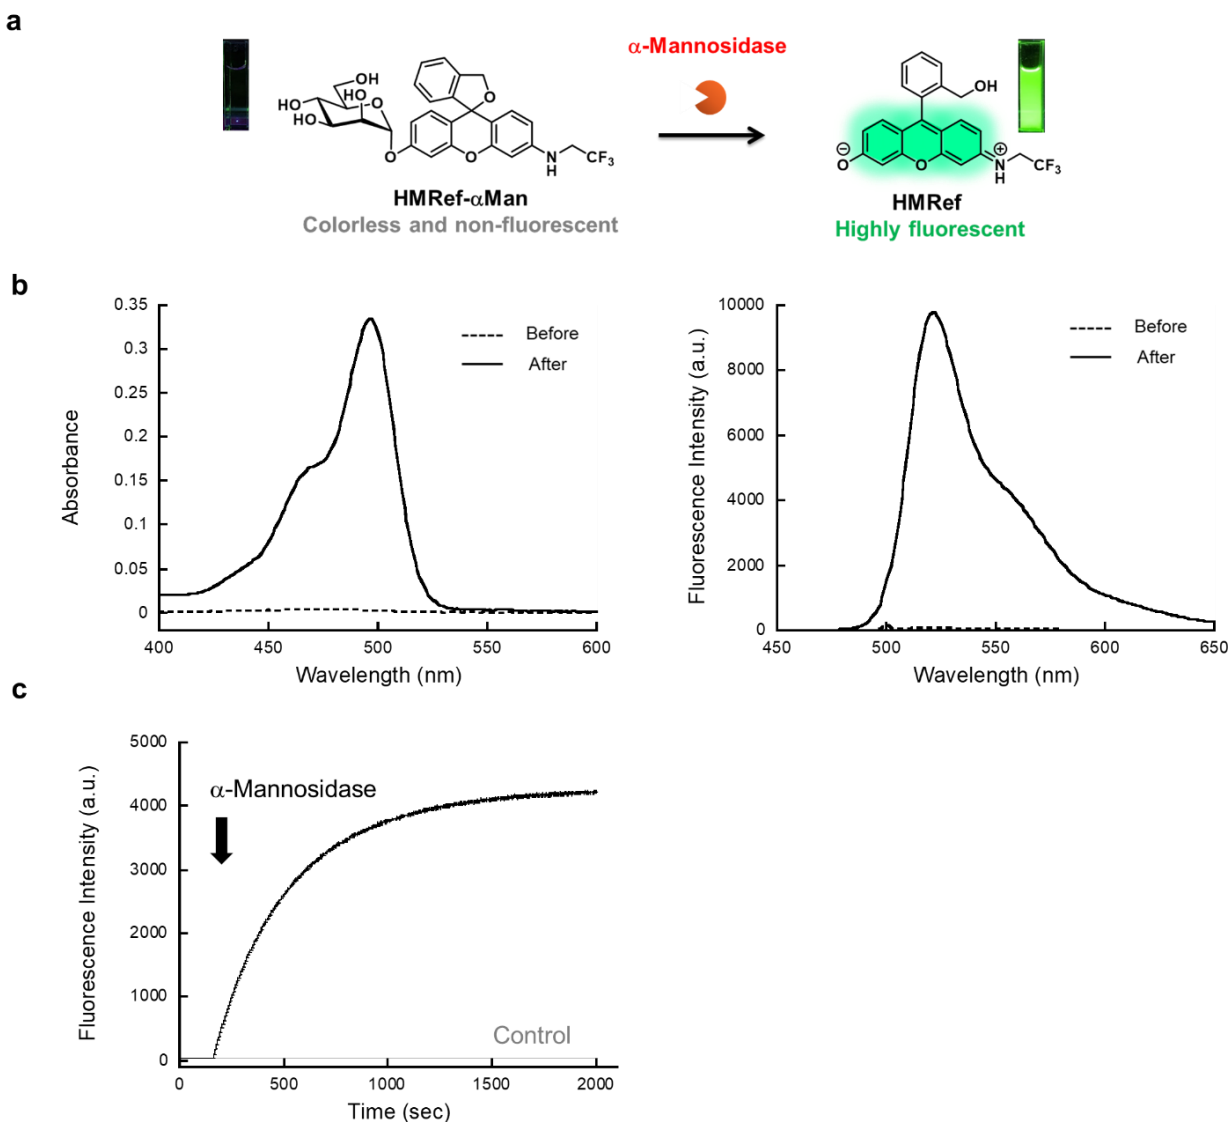 a
α-Mannosidase
OH
HO
HO
HO
OH
O
O
O
O
N
H
CF₃
HMRef-αMan
Colorless and non-fluorescent
OH
⊖
O
O
⊕
N
H
CF₃
HMRef
Highly fluorescent
b
0.35
0.3
0.25
0.2
0.15
0.1
0.05
0
Absorbance
Before
After
400 450 500 550 600
Wavelength (nm)
10000
8000
6000
4000
2000
0
Fluorescence Intensity (a.u.)
Before
After
450 500 550 600 650
Wavelength (nm)
c
5000
4000
3000
2000
1000
0
Fluorescence Intensity (a.u.)
α-Mannosidase
Control
0 500 1000 1500 2000
Time (sec)